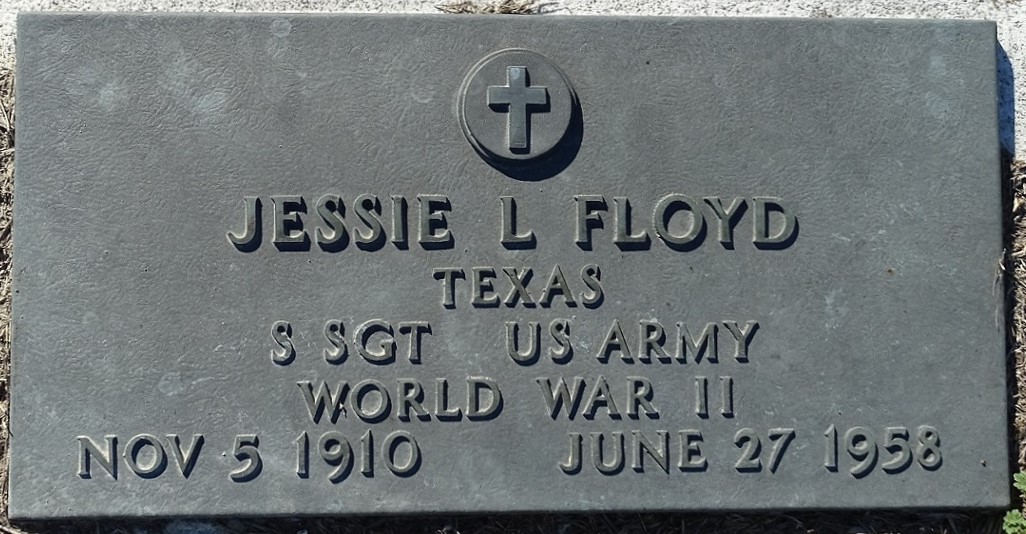 JESSIE L FLOYD
TEXAS
S SGT US ARMY
WORLD WAR II
NOV 5 1910 JUNE 27 1958